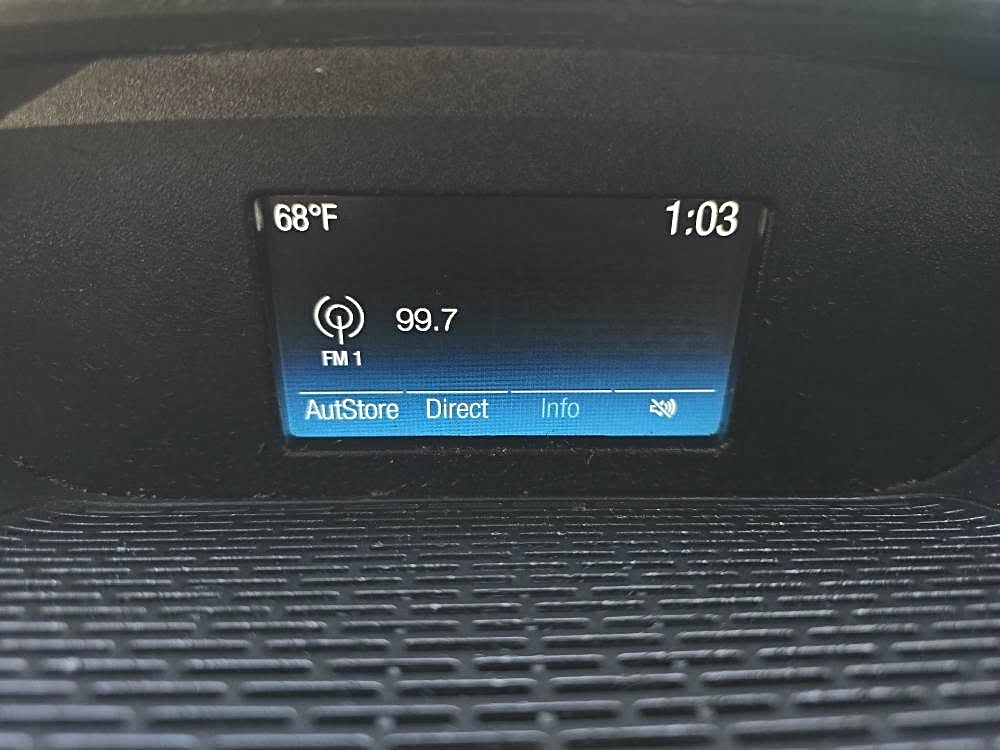 68°F 1:03
99.7
FM 1
AutStore Direct Info